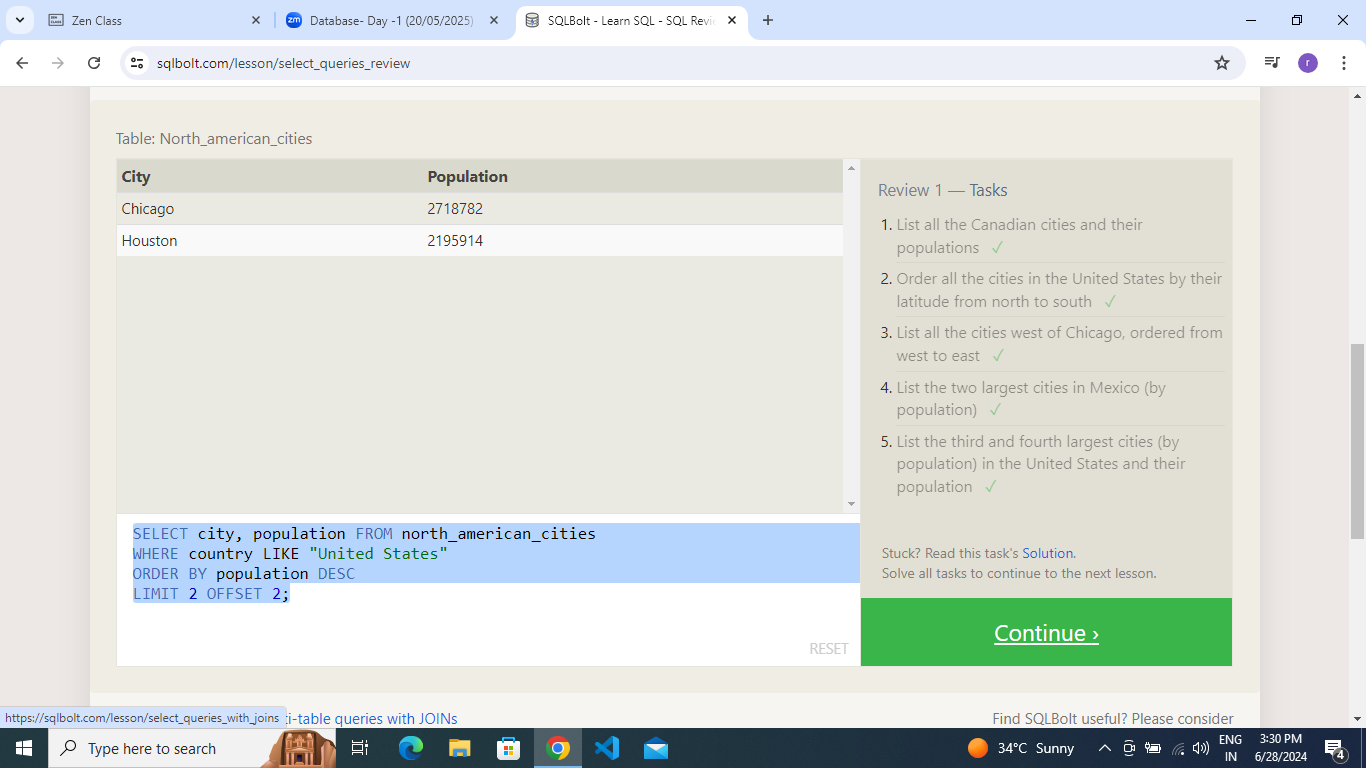 Zen Class
Database- Day -1 (20/05/2025)
SQLBolt - Learn SQL - SQL Revi
sqlbolt.com/lesson/select_queries_review
r
Table: North_american_cities
City Population
Chicago 2718782
Houston 2195914
SELECT city, population FROM north_american_cities
WHERE country LIKE "United States"
ORDER BY population DESC
LIMIT 2 OFFSET 2;
RESET
Review 1 — Tasks
1. List all the Canadian cities and their
populations ✓
2. Order all the cities in the United States by their
latitude from north to south ✓
3. List all the cities west of Chicago, ordered from
west to east ✓
4. List the two largest cities in Mexico (by
population) ✓
5. List the third and fourth largest cities (by
population) in the United States and their
population ✓
Stuck? Read this task's Solution.
Solve all tasks to continue to the next lesson.
Continue ›
https://sqlbolt.com/lesson/select_queries_with_joins
ti-table queries with JOINs
Find SQLBolt useful? Please consider
Type here to search
34°C Sunny
ENG
IN
3:30 PM
6/28/2024
4